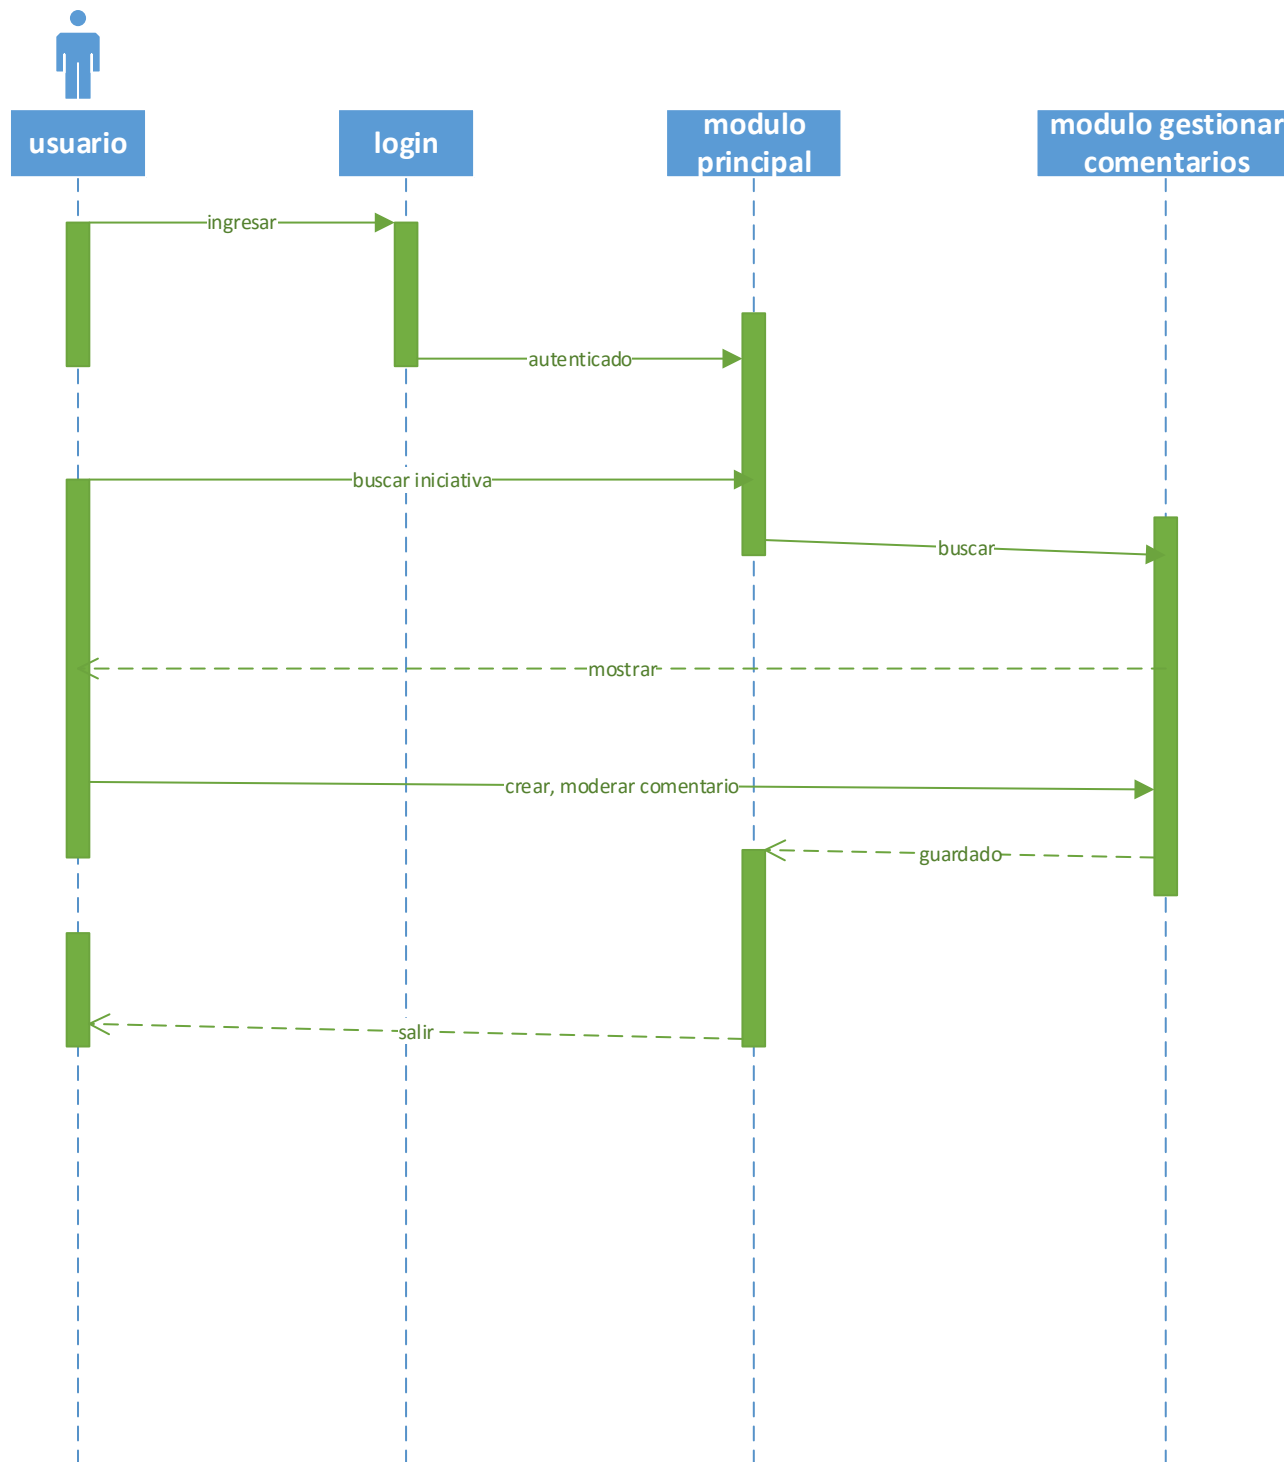 usuario
login
modulo
principal
modulo gestionar
comentarios
ingresar
autenticado
buscar iniciativa
buscar
mostrar
crear, moderar comentario
guardado
salir